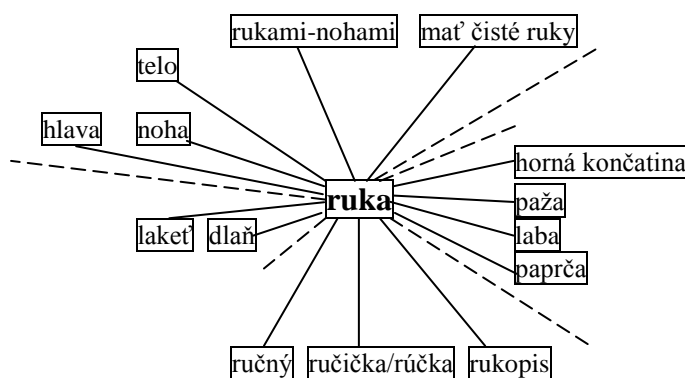 rukami-nohami
mať čisté ruky
telo
hlava
noha
horná končatina
ruka
paža
lakeť
dlaň
laba
paprča
ručný
ručička/rúčka
rukopis